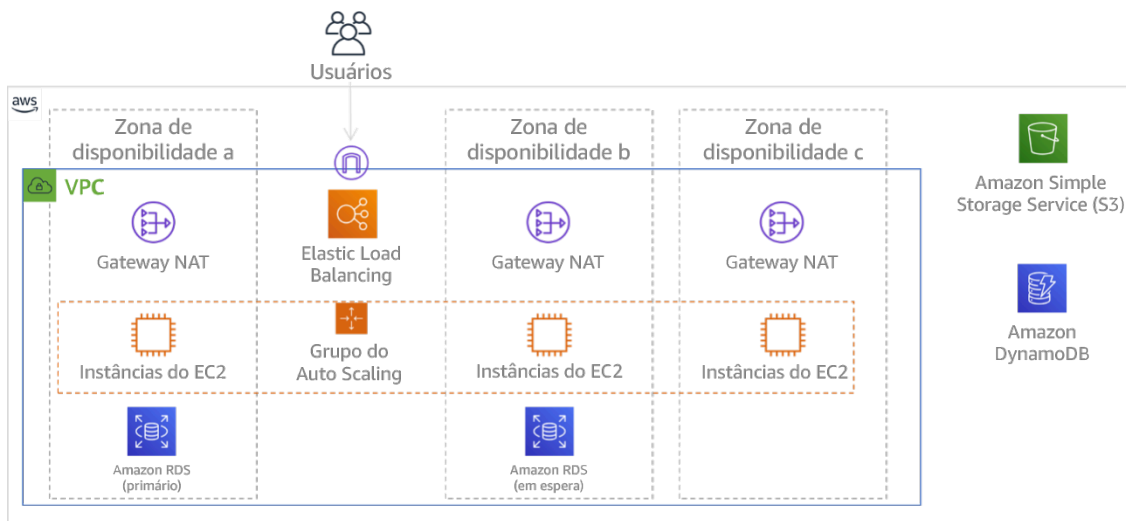 Usuários
aws
Zona de
disponibilidade a
Zona de
disponibilidade b
Zona de
disponibilidade c
VPC
Gateway NAT
Elastic Load
Balancing
Gateway NAT
Gateway NAT
Amazon Simple
Storage Service (S3)
Instâncias do EC2
Grupo do
Auto Scaling
Instâncias do EC2
Instâncias do EC2
Amazon
DynamoDB
Amazon RDS
(primário)
Amazon RDS
(em espera)